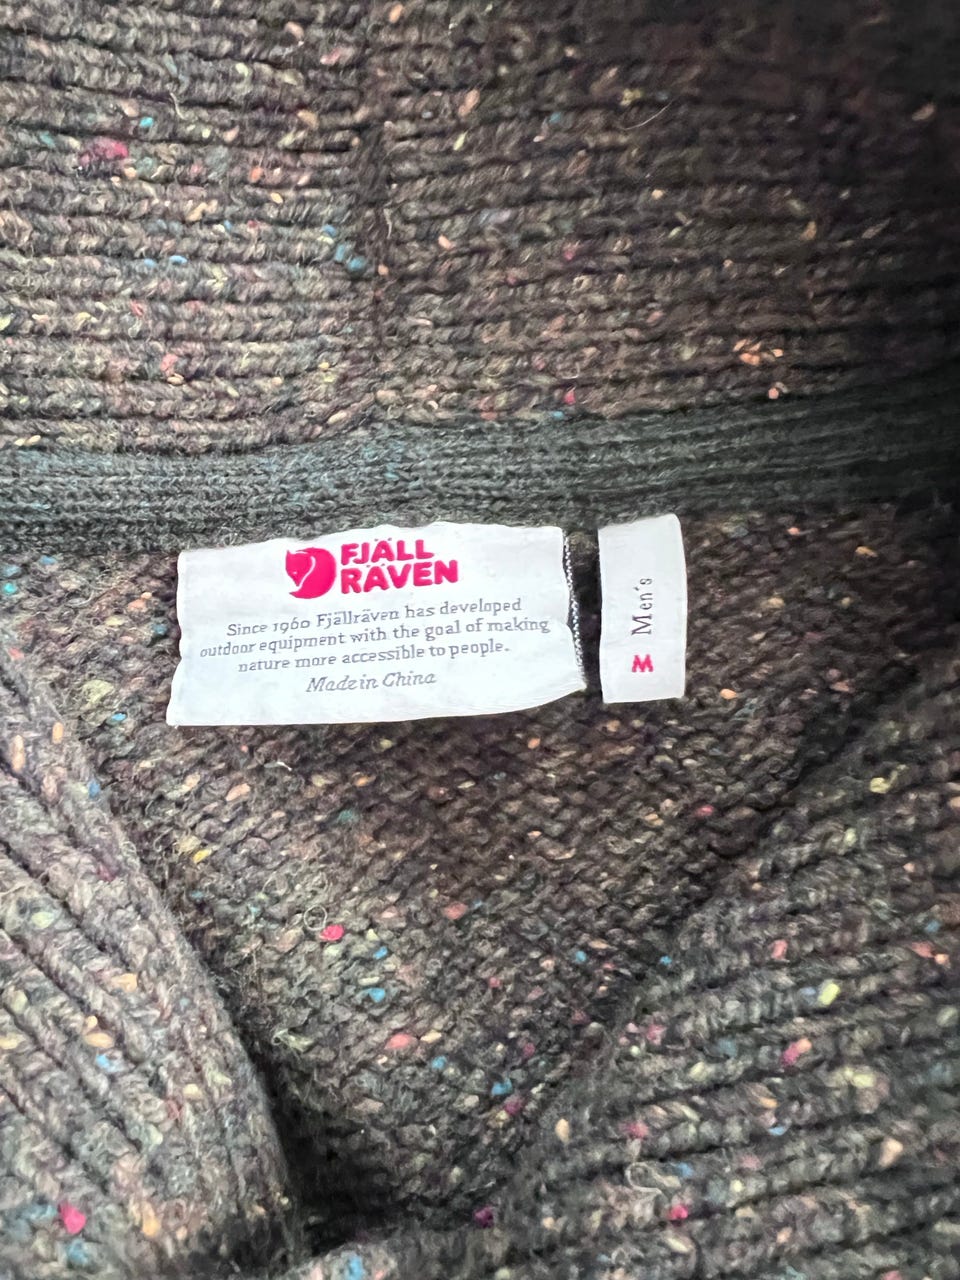 FJÄLL
RÄVEN
Since 1960 Fjällräven has developed
outdoor equipment with the goal of making
nature more accessible to people.
Made in China
M Men's